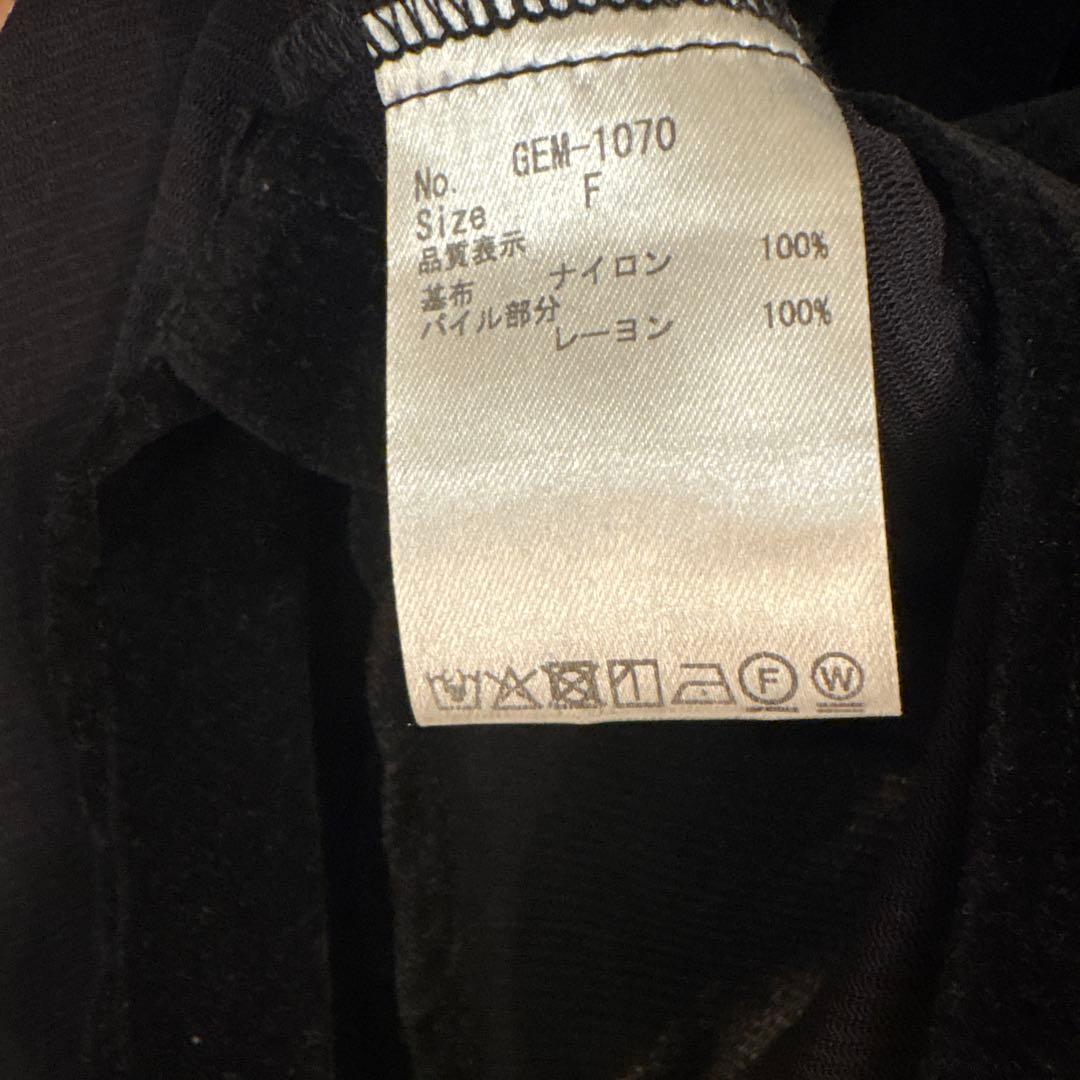 No. GEM-1070
Size F
品質表示
基布 ナイロン 100%
パイル部分
レーヨン 100%
F W